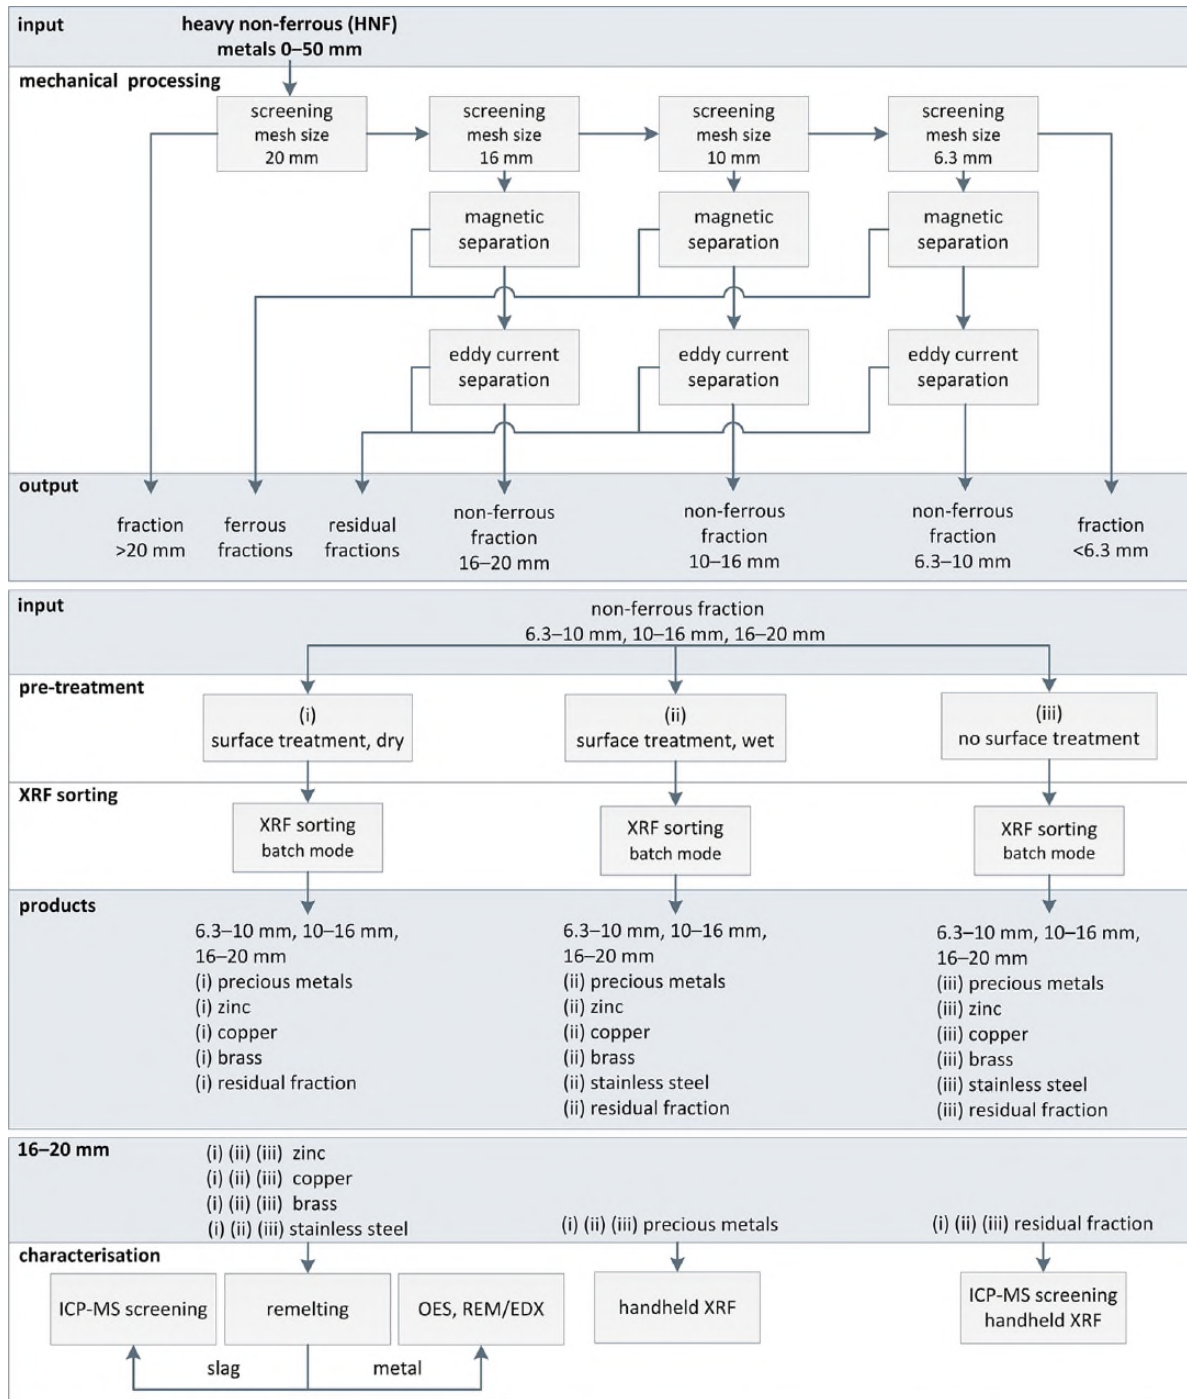 input
heavy non-ferrous (HNF)
metals 0–50 mm
mechanical processing
screening
mesh size
20 mm
screening
mesh size
16 mm
screening
mesh size
10 mm
screening
mesh size
6.3 mm
magnetic
separation
magnetic
separation
magnetic
separation
eddy current
separation
eddy current
separation
eddy current
separation
output
fraction
>20 mm
ferrous
fractions
residual
fractions
non-ferrous
fraction
16–20 mm
non-ferrous
fraction
10–16 mm
non-ferrous
fraction
6.3–10 mm
fraction
<6.3 mm
input
non-ferrous fraction
6.3–10 mm, 10–16 mm, 16–20 mm
pre-treatment
(i)
surface treatment, dry
(ii)
surface treatment, wet
(iii)
no surface treatment
XRF sorting
XRF sorting
batch mode
XRF sorting
batch mode
XRF sorting
batch mode
products
6.3–10 mm, 10–16 mm,
16–20 mm
(i) precious metals
(i) zinc
(i) copper
(i) brass
(i) residual fraction
6.3–10 mm, 10–16 mm,
16–20 mm
(ii) precious metals
(ii) zinc
(ii) copper
(ii) brass
(ii) stainless steel
(ii) residual fraction
6.3–10 mm, 10–16 mm,
16–20 mm
(iii) precious metals
(iii) zinc
(iii) copper
(iii) brass
(iii) stainless steel
(iii) residual fraction
16–20 mm
(i) (ii) (iii) zinc
(i) (ii) (iii) copper
(i) (ii) (iii) brass
(i) (ii) (iii) stainless steel
(i) (ii) (iii) precious metals
(i) (ii) (iii) residual fraction
characterisation
ICP-MS screening
remelting
OES, REM/EDX
handheld XRF
ICP-MS screening
handheld XRF
slag
metal